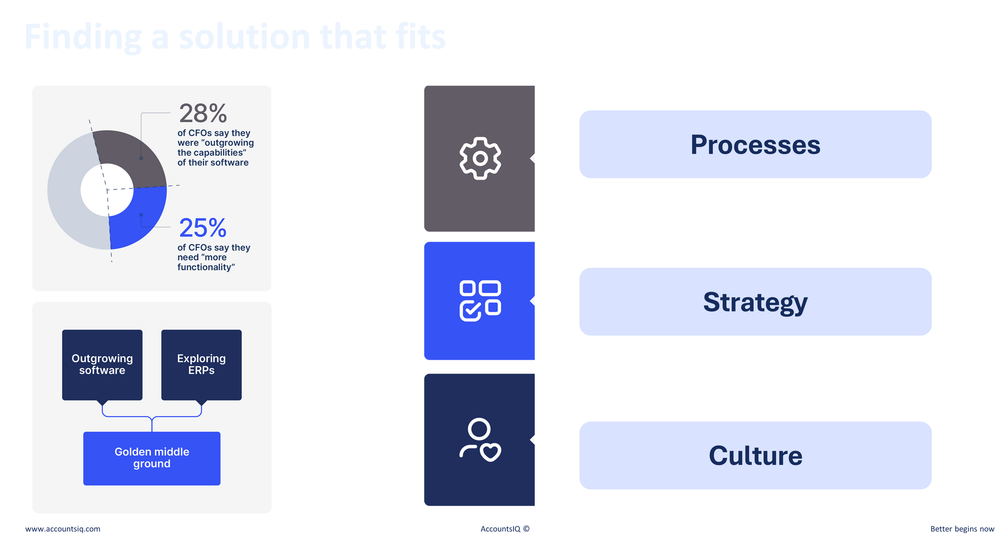 Finding a solution that fits
28%
of CFOs say they
were “outgrowing
the capabilities”
of their software
25%
of CFOs say they
need “more
functionality”
Outgrowing
software
Exploring
ERPs
Golden middle
ground
Processes
Strategy
Culture
www.accountsiq.com
AccountsIQ ©
Better begins now